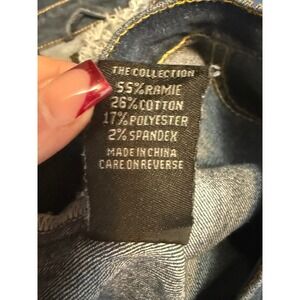 THE COLLECTION
55%RAMIE
26%COTTON
17%POLYESTER
2%SPANDEX
MADE IN CHINA
CARE ON REVERSE